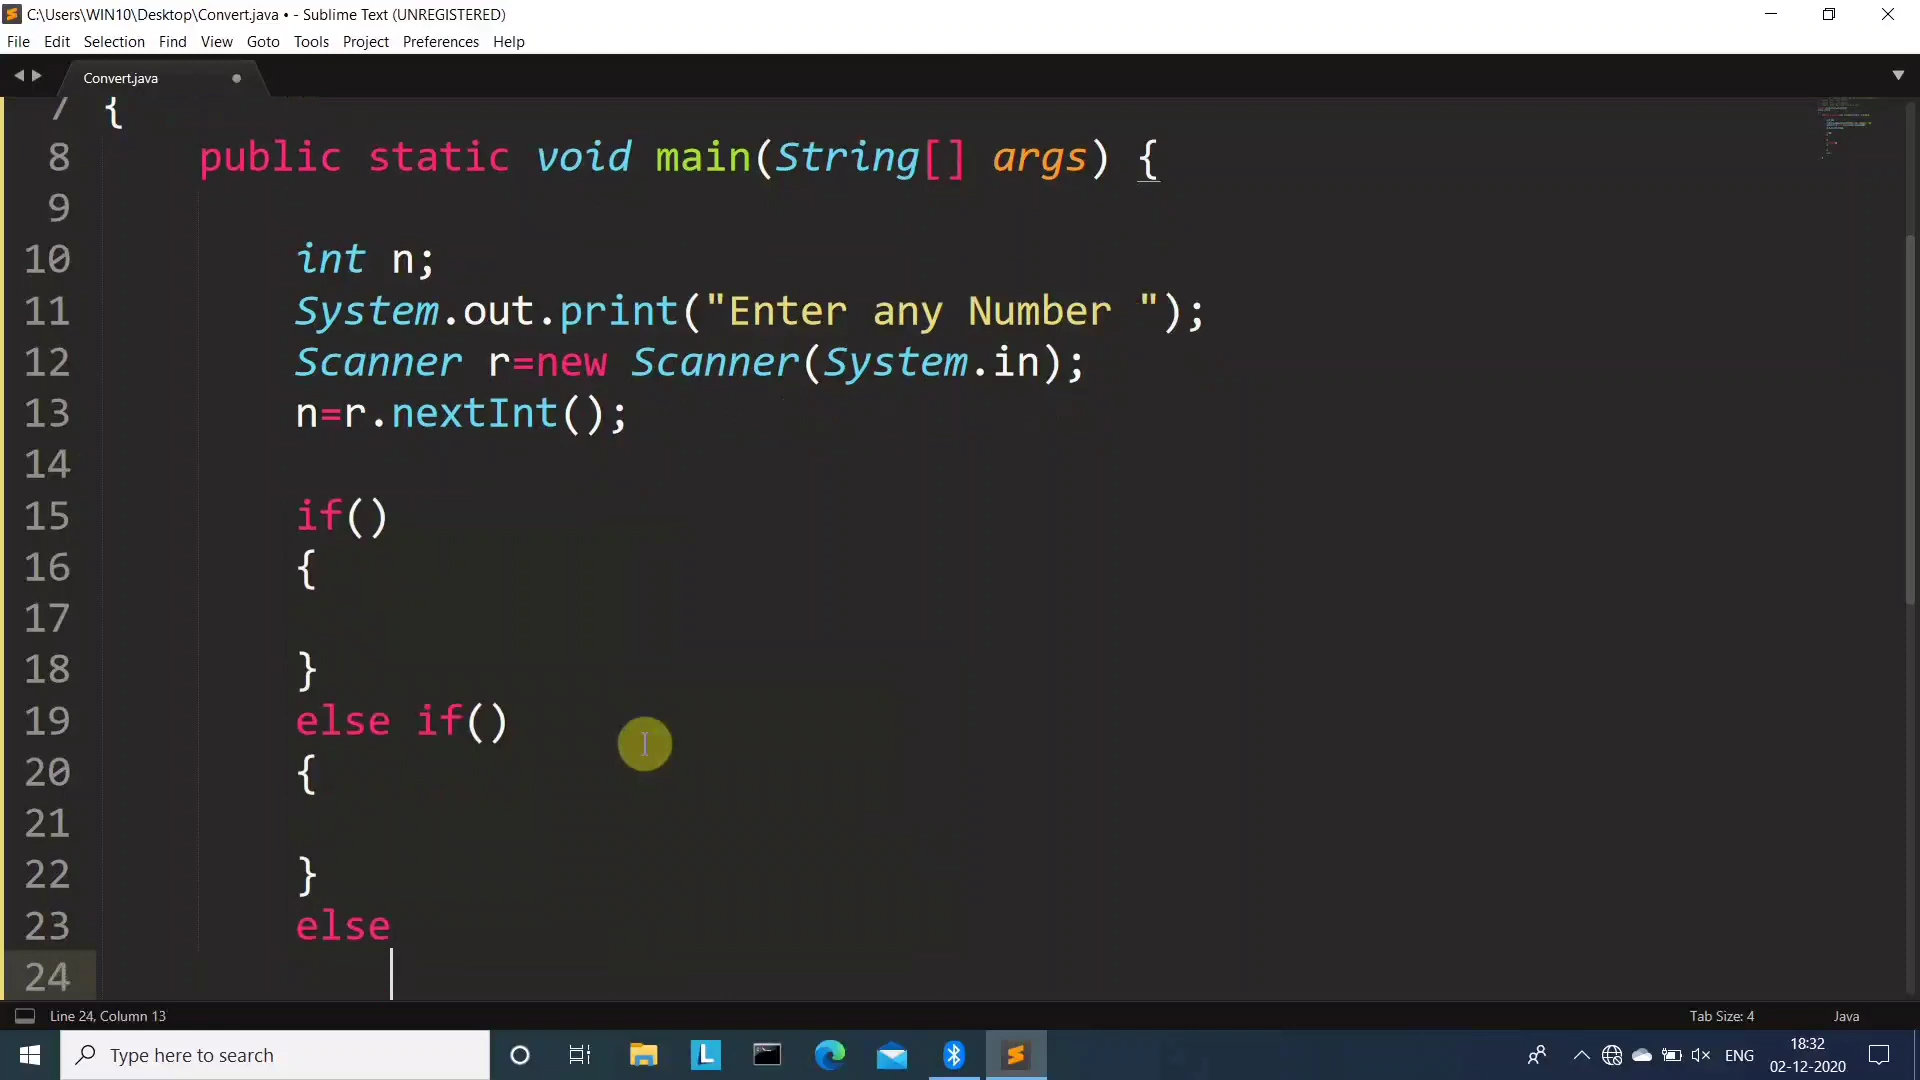 C:\Users\WIN10\Desktop\Convert.java • - Sublime Text (UNREGISTERED)
File Edit Selection Find View Goto Tools Project Preferences Help
Convert.java
7 {
8 public static void main(String[] args) {
9
10 int n;
11 System.out.print("Enter any Number ");
12 Scanner r=new Scanner(System.in);
13 n=r.nextInt();
14
15 if()
16 {
17
18 }
19 else if()
20 {
21
22 }
23 else
24
Line 24, Column 13 Tab Size: 4 Java
Type here to search L ENG 18:32
02-12-2020